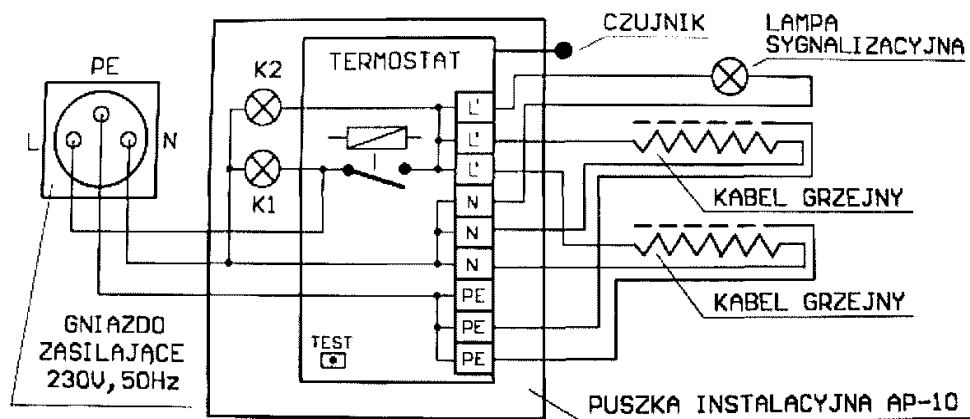 CZUJNIK
LAMPA
SYGNALIZACYJNA
TERMOSTAT
PE
L
N
K2
K1
L'
L'
L'
N
N
N
PE
PE
PE
KABEL GRZEJNY
KABEL GRZEJNY
TEST
GNIAZDO
ZASILAJĄCE
230V, 50Hz
PUSZKA INSTALACYJNA AP-10